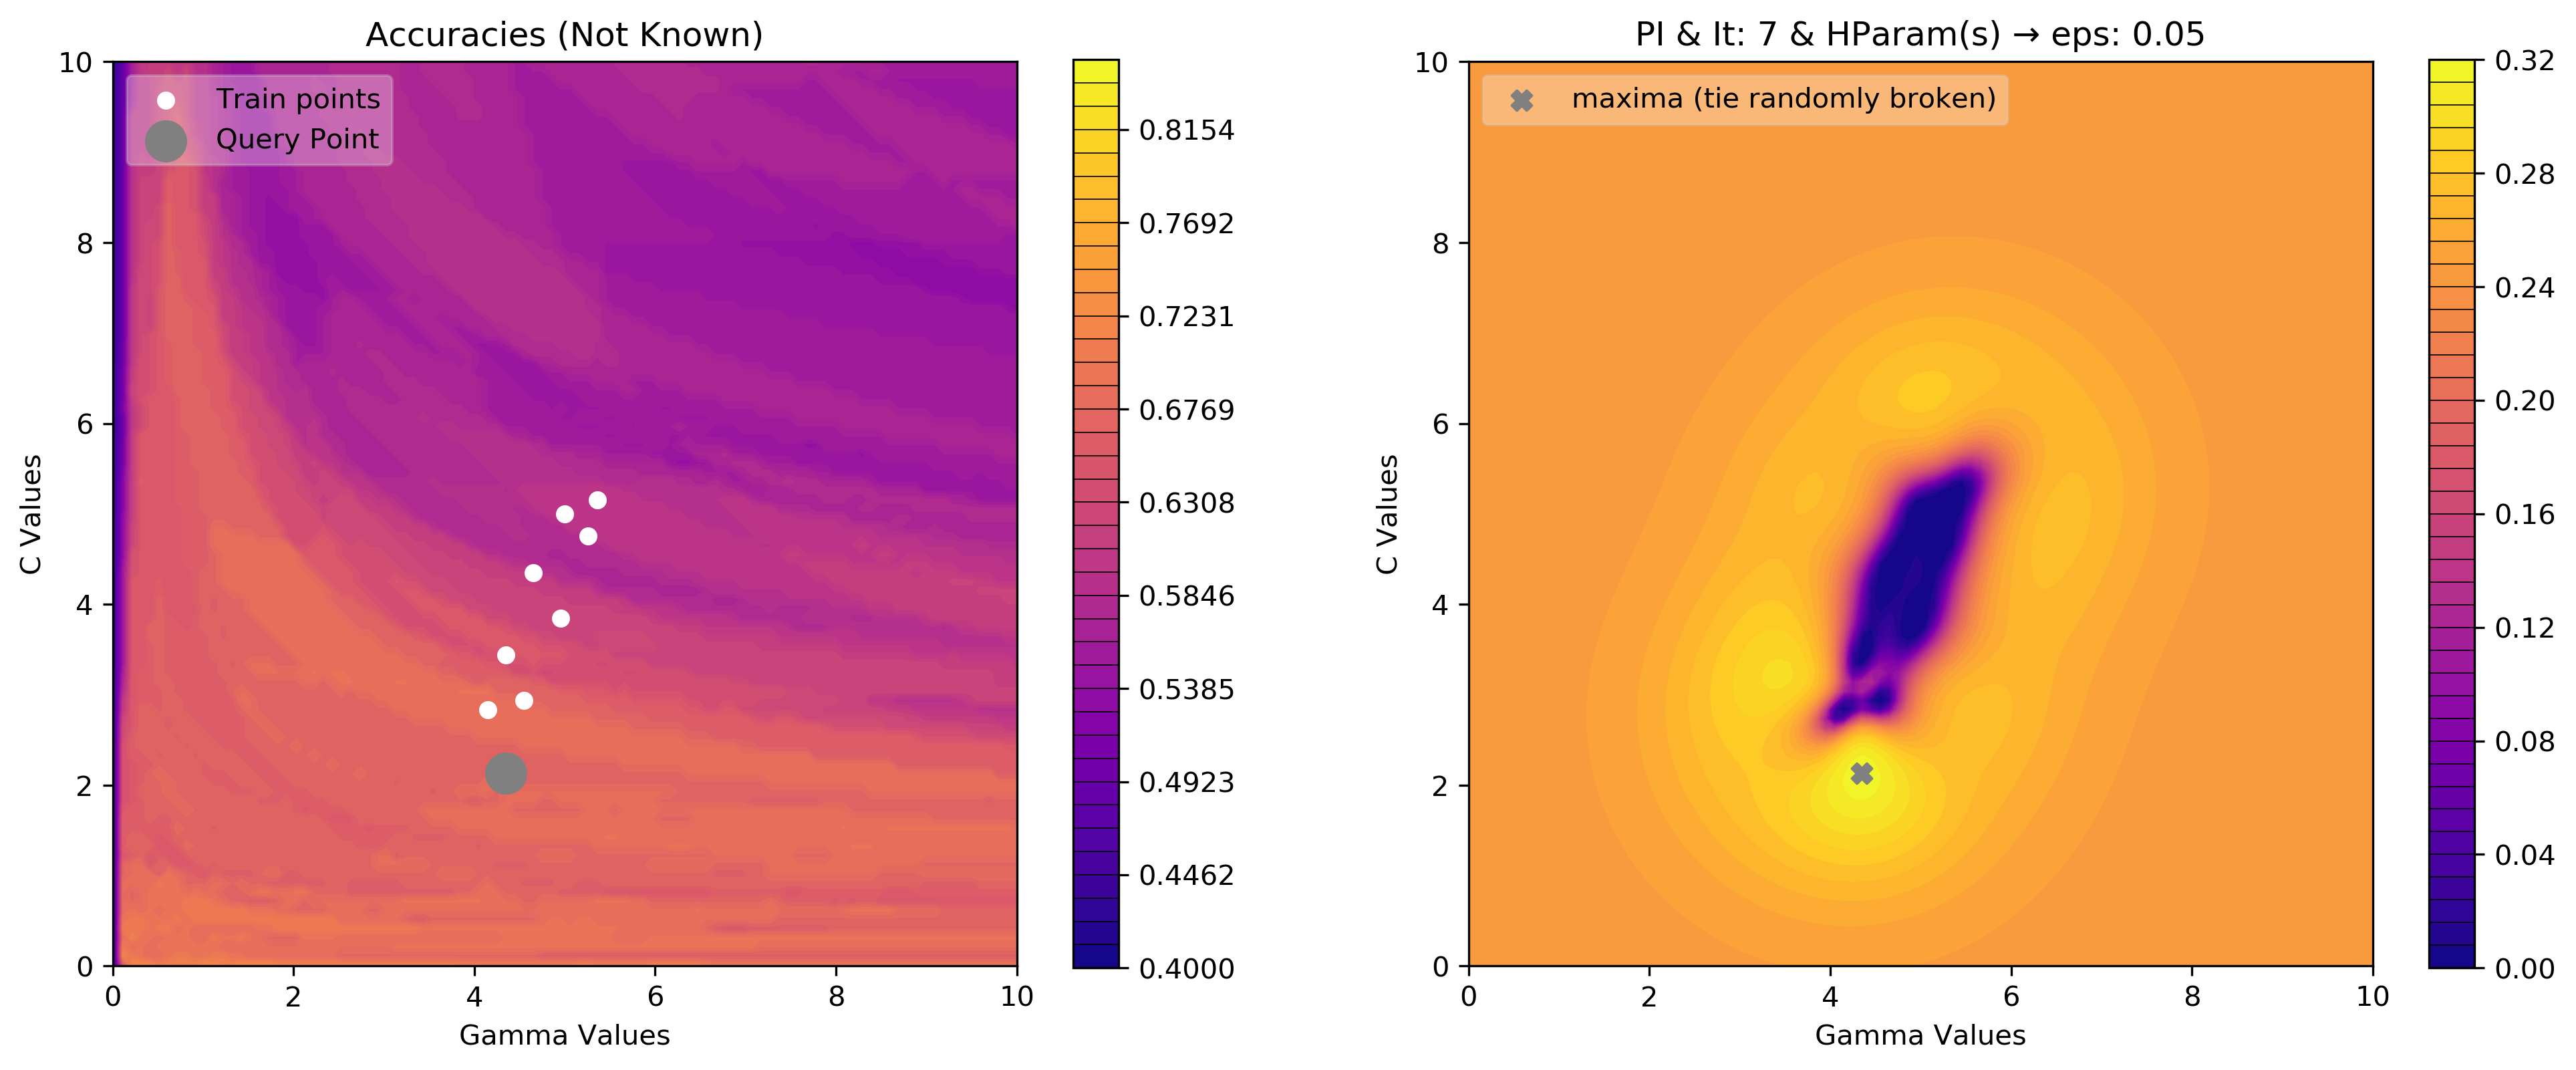 Accuracies (Not Known)
Train points
Query Point
10
8
6
4
2
0
C Values
0 2 4 6 8 10
Gamma Values
0.8154
0.7692
0.7231
0.6769
0.6308
0.5846
0.5385
0.4923
0.4462
0.4000
PI & It: 7 & HParam(s) → eps: 0.05
maxima (tie randomly broken)
10
8
6
4
2
0
C Values
0 2 4 6 8 10
Gamma Values
0.32
0.28
0.24
0.20
0.16
0.12
0.08
0.04
0.00